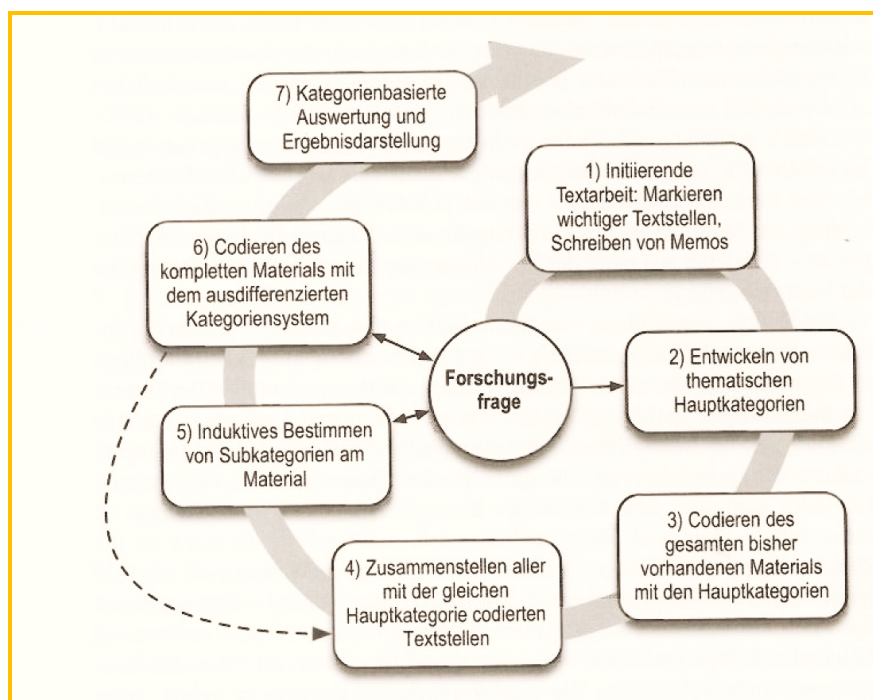 7) Kategorienbasierte
Auswertung und
Ergebnisdarstellung
1) Initiierende
Textarbeit: Markieren
wichtiger Textstellen,
Schreiben von Memos
6) Codieren des
kompletten Materials mit
dem ausdifferenzierten
Kategoriensystem
Forschungs-
frage
2) Entwickeln von
thematischen
Hauptkategorien
5) Induktives Bestimmen
von Subkategorien am
Material
3) Codieren des
gesamten bisher
vorhandenen Materials
mit den Hauptkategorien
4) Zusammenstellen aller
mit der gleichen
Hauptkategorie codierten
Textstellen